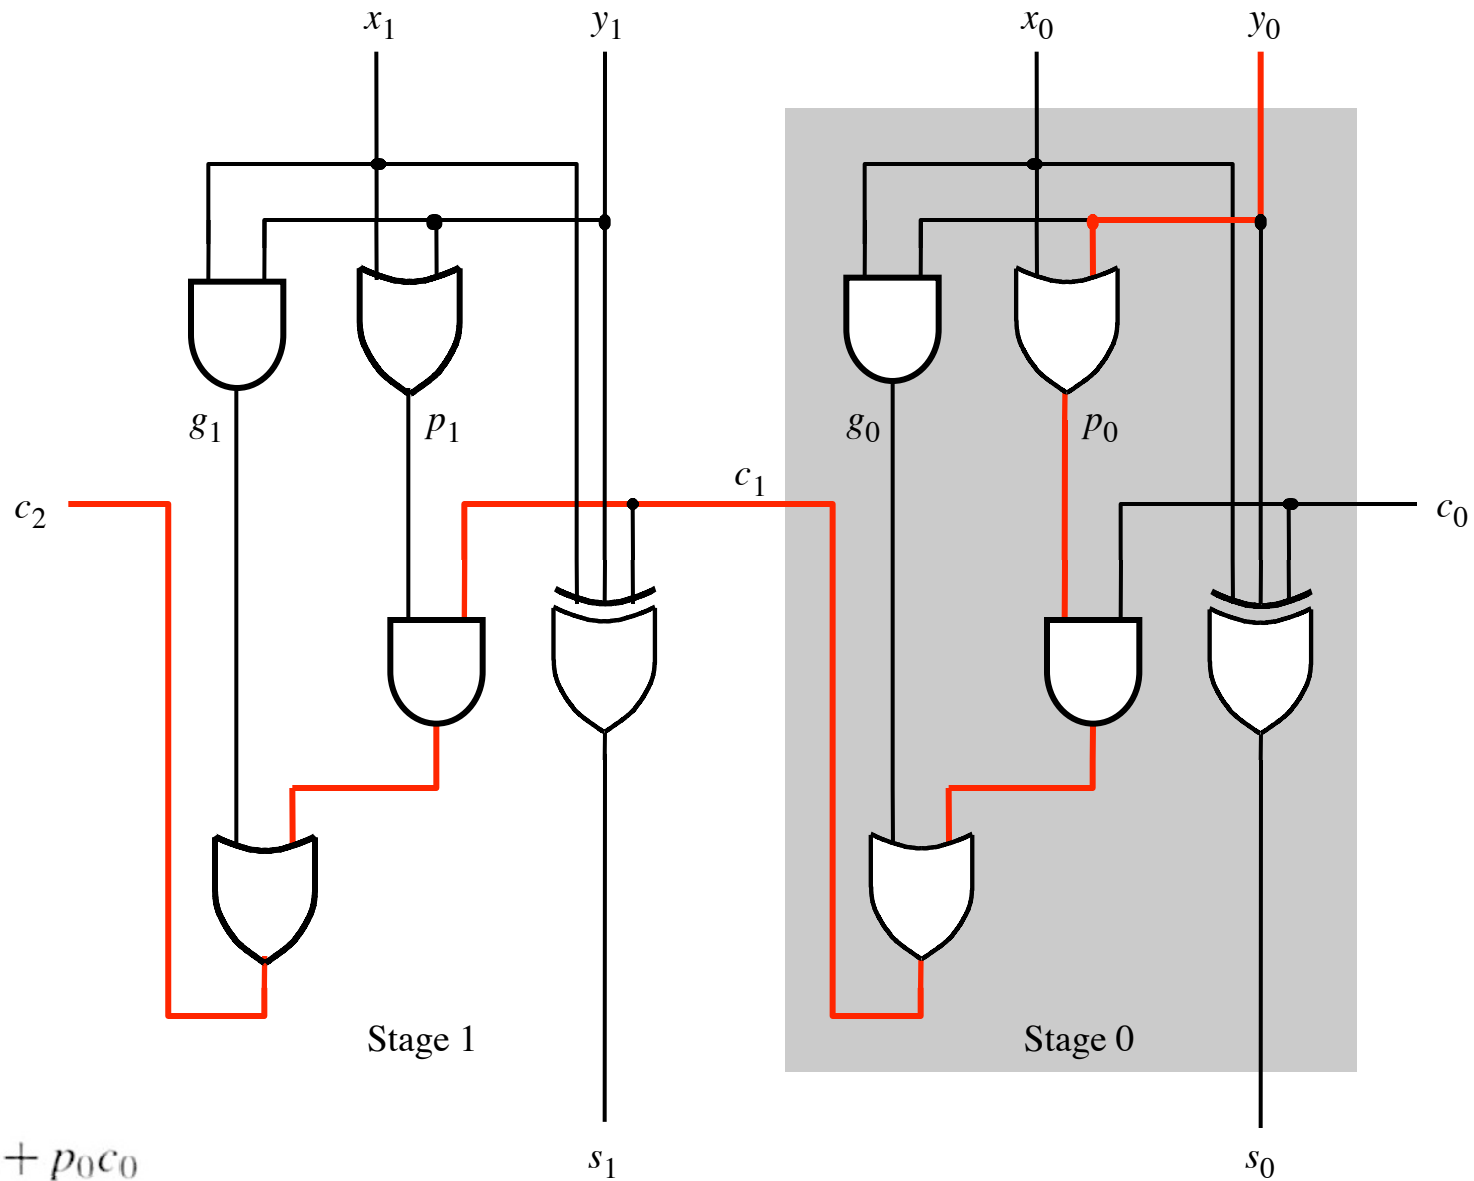 x₁ y₁ x₀ y₀
g₁ p₁ g₀ p₀
c₂ c₁ c₀
Stage 1 Stage 0
+ p₀c₀ s₁ s₀